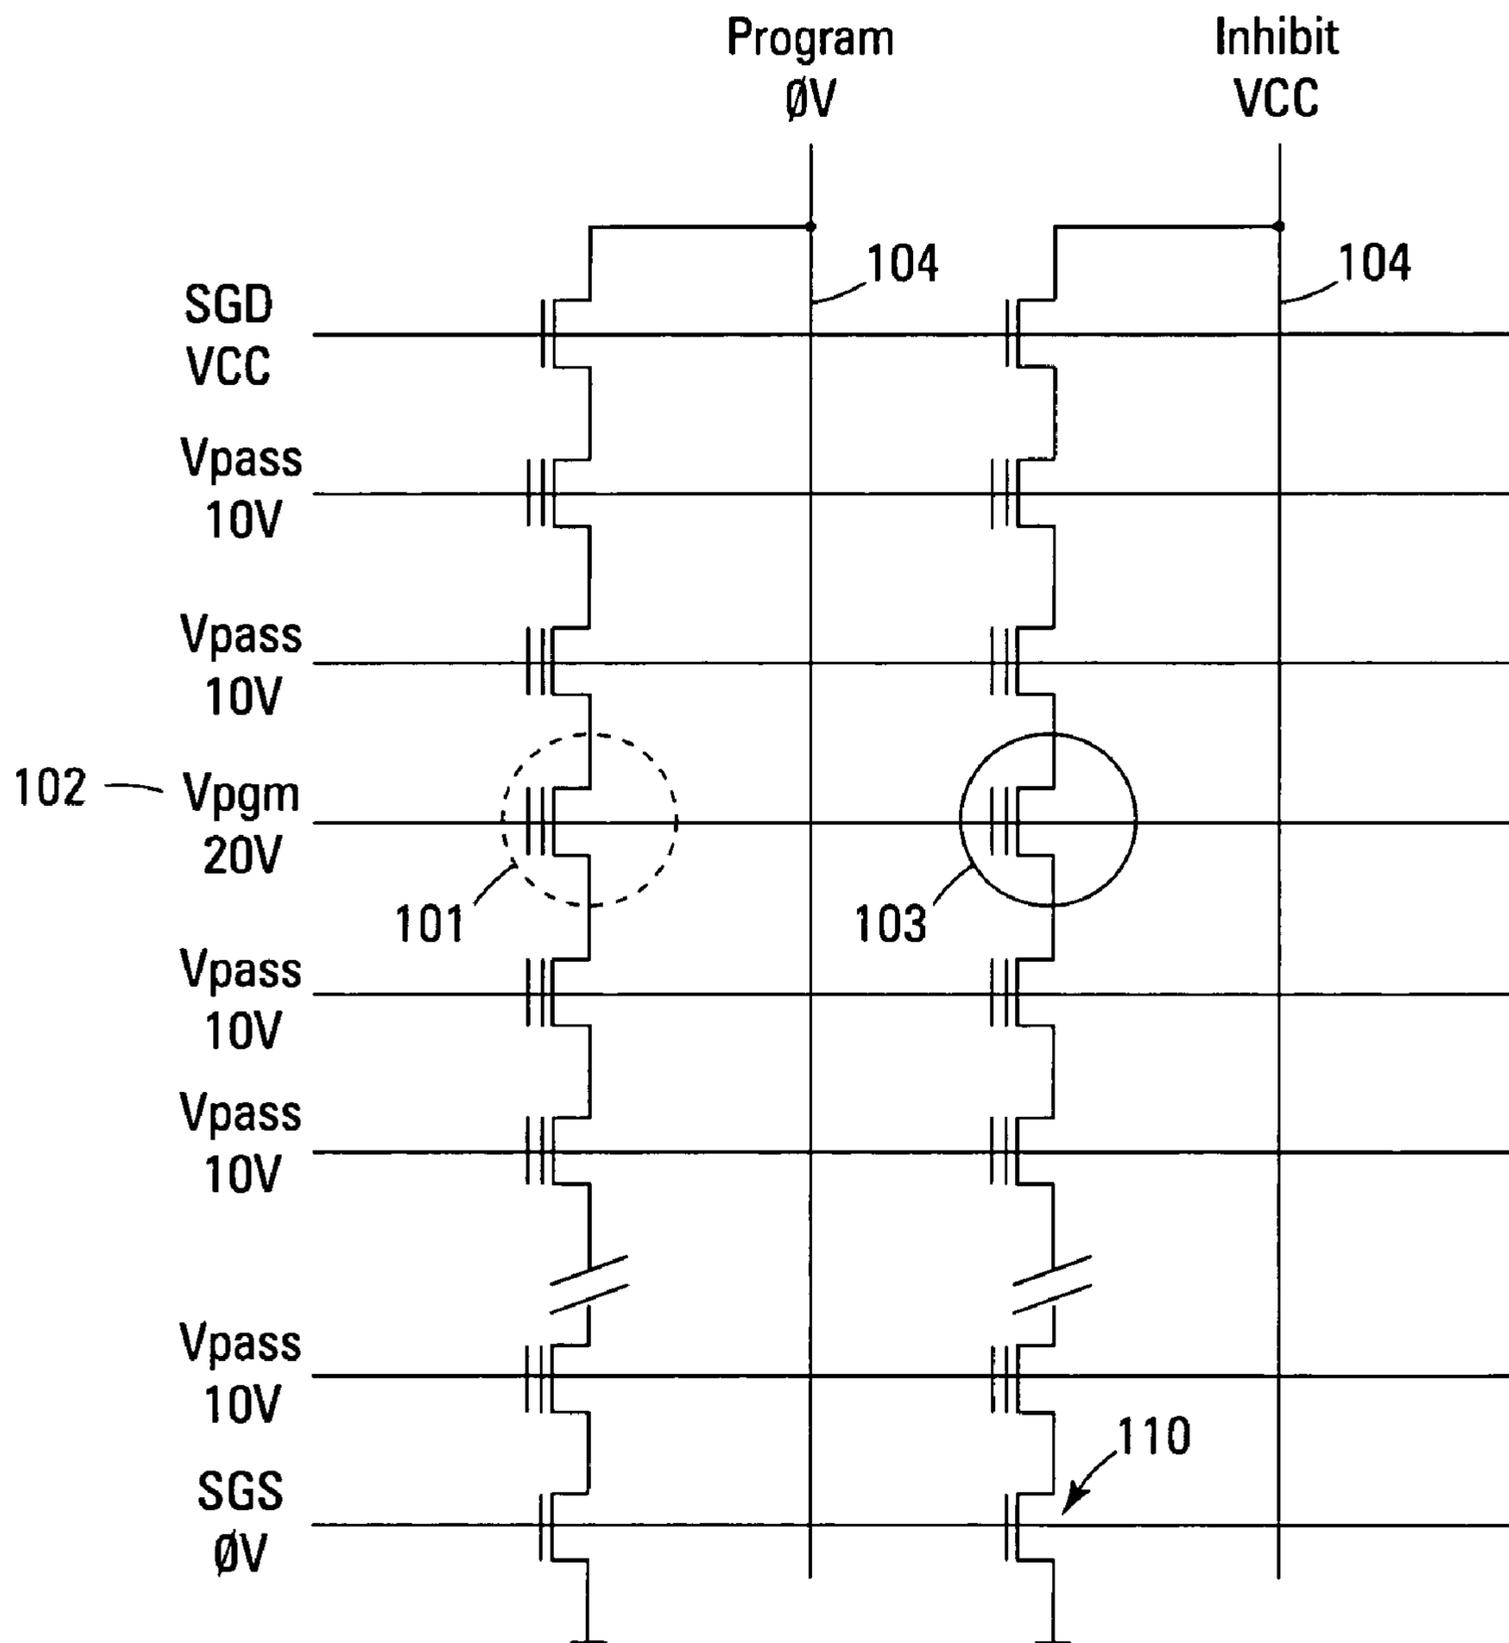 Program
ØV
Inhibit
VCC
104
104
SGD
VCC
Vpass
10V
Vpass
10V
102
Vpgm
20V
101
103
Vpass
10V
Vpass
10V
Vpass
10V
110
SGS
ØV